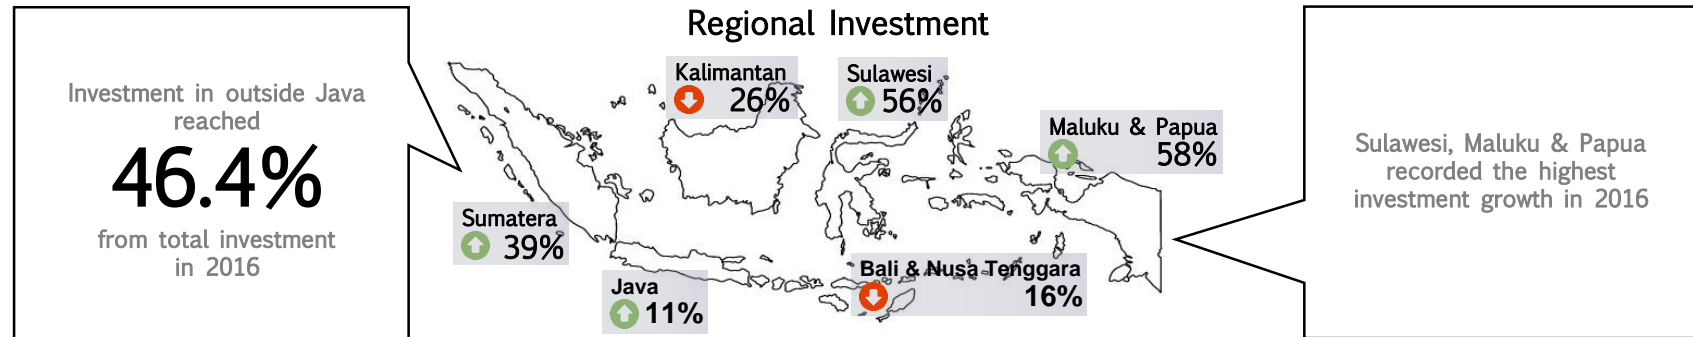 Regional Investment
Investment in outside Java
reached
46.4%
from total investment
in 2016
Kalimantan
26%
Sulawesi
56%
Maluku & Papua
58%
Sumatera
39%
Java
11%
Bali & Nusa Tenggara
16%
Sulawesi, Maluku & Papua
recorded the highest
investment growth in 2016